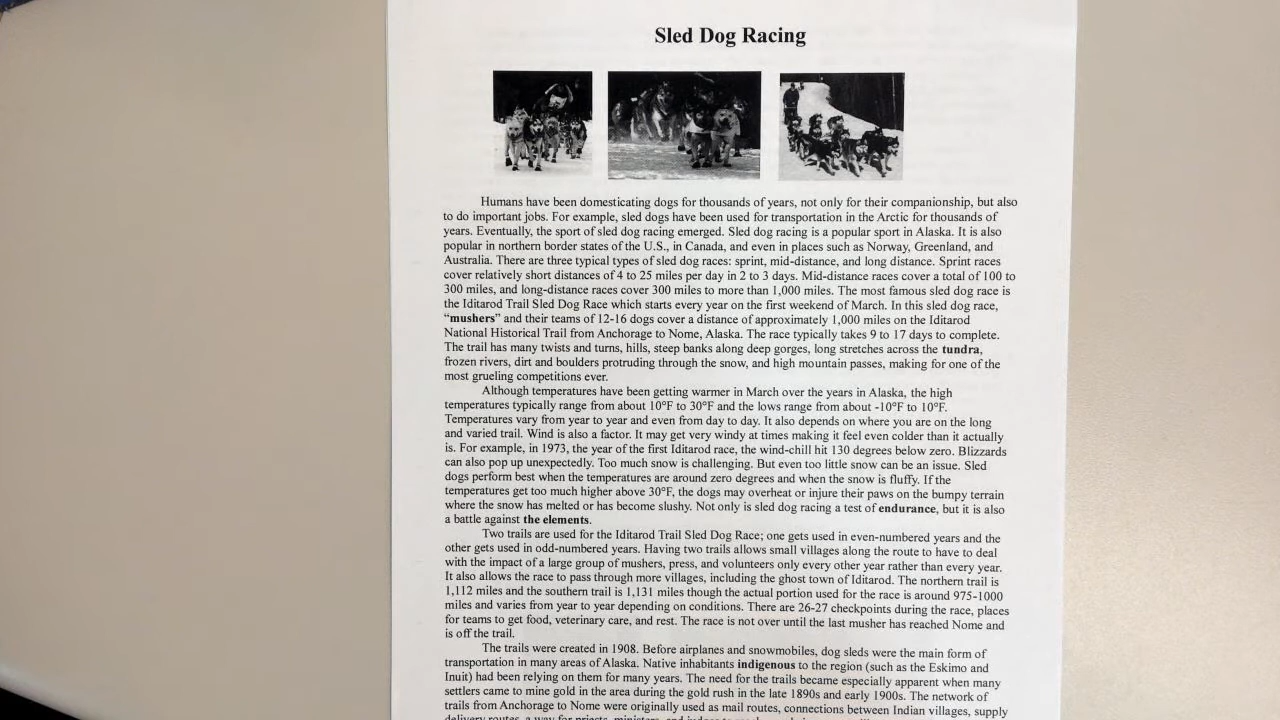 Sled Dog Racing
Humans have been domesticating dogs for thousands of years, not only for their companionship, but also
to do important jobs. For example, sled dogs have been used for transportation in the Arctic for thousands of
years. Eventually, the sport of sled dog racing emerged. Sled dog racing is a popular sport in Alaska. It is also
popular in northern border states of the U.S., in Canada, and even in places such as Norway, Greenland, and
Australia. There are three typical types of sled dog races: sprint, mid-distance, and long distance. Sprint races
cover relatively short distances of 4 to 25 miles per day in 2 to 3 days. Mid-distance races cover a total of 100 to
300 miles, and long-distance races cover 300 miles to more than 1,000 miles. The most famous sled dog race is
the Iditarod Trail Sled Dog Race which starts every year on the first weekend of March. In this sled dog race,
“mushers” and their teams of 12-16 dogs cover a distance of approximately 1,000 miles on the Iditarod
National Historical Trail from Anchorage to Nome, Alaska. The race typically takes 9 to 17 days to complete.
The trail has many twists and turns, hills, steep banks along deep gorges, long stretches across the tundra,
frozen rivers, dirt and boulders protruding through the snow, and high mountain passes, making for one of the
most grueling competitions ever.
Although temperatures have been getting warmer in March over the years in Alaska, the high
temperatures typically range from about 10°F to 30°F and the lows range from about -10°F to 10°F.
Temperatures vary from year to year and even from day to day. It also depends on where you are on the long
and varied trail. Wind is also a factor. It may get very windy at times making it feel even colder than it actually
is. For example, in 1973, the year of the first Iditarod race, the wind-chill hit 130 degrees below zero. Blizzards
can also pop up unexpectedly. Too much snow is challenging. But even too little snow can be an issue. Sled
dogs perform best when the temperatures are around zero degrees and when the snow is fluffy. If the
temperatures get too much higher above 30°F, the dogs may overheat or injure their paws on the bumpy terrain
where the snow has melted or has become slushy. Not only is sled dog racing a test of endurance, but it is also
a battle against the elements.
Two trails are used for the Iditarod Trail Sled Dog Race; one gets used in even-numbered years and the
other gets used in odd-numbered years. Having two trails allows small villages along the route to have to deal
with the impact of a large group of mushers, press, and volunteers only every other year rather than every year.
It also allows the race to pass through more villages, including the ghost town of Iditarod. The northern trail is
1,112 miles and the southern trail is 1,131 miles though the actual portion used for the race is around 975-1000
miles and varies from year to year depending on conditions. There are 26-27 checkpoints during the race, places
for teams to get food, veterinary care, and rest. The race is not over until the last musher has reached Nome and
is off the trail.
The trails were created in 1908. Before airplanes and snowmobiles, dog sleds were the main form of
transportation in many areas of Alaska. Native inhabitants indigenous to the region (such as the Eskimo and
Inuit) had been relying on them for many years. The need for the trails became especially apparent when many
settlers came to mine gold in the area during the gold rush in the late 1890s and early 1900s. The network of
trails from Anchorage to Nome were originally used as mail routes, connections between Indian villages, supply
delivery routes, a way for priests, ministers, and judges to